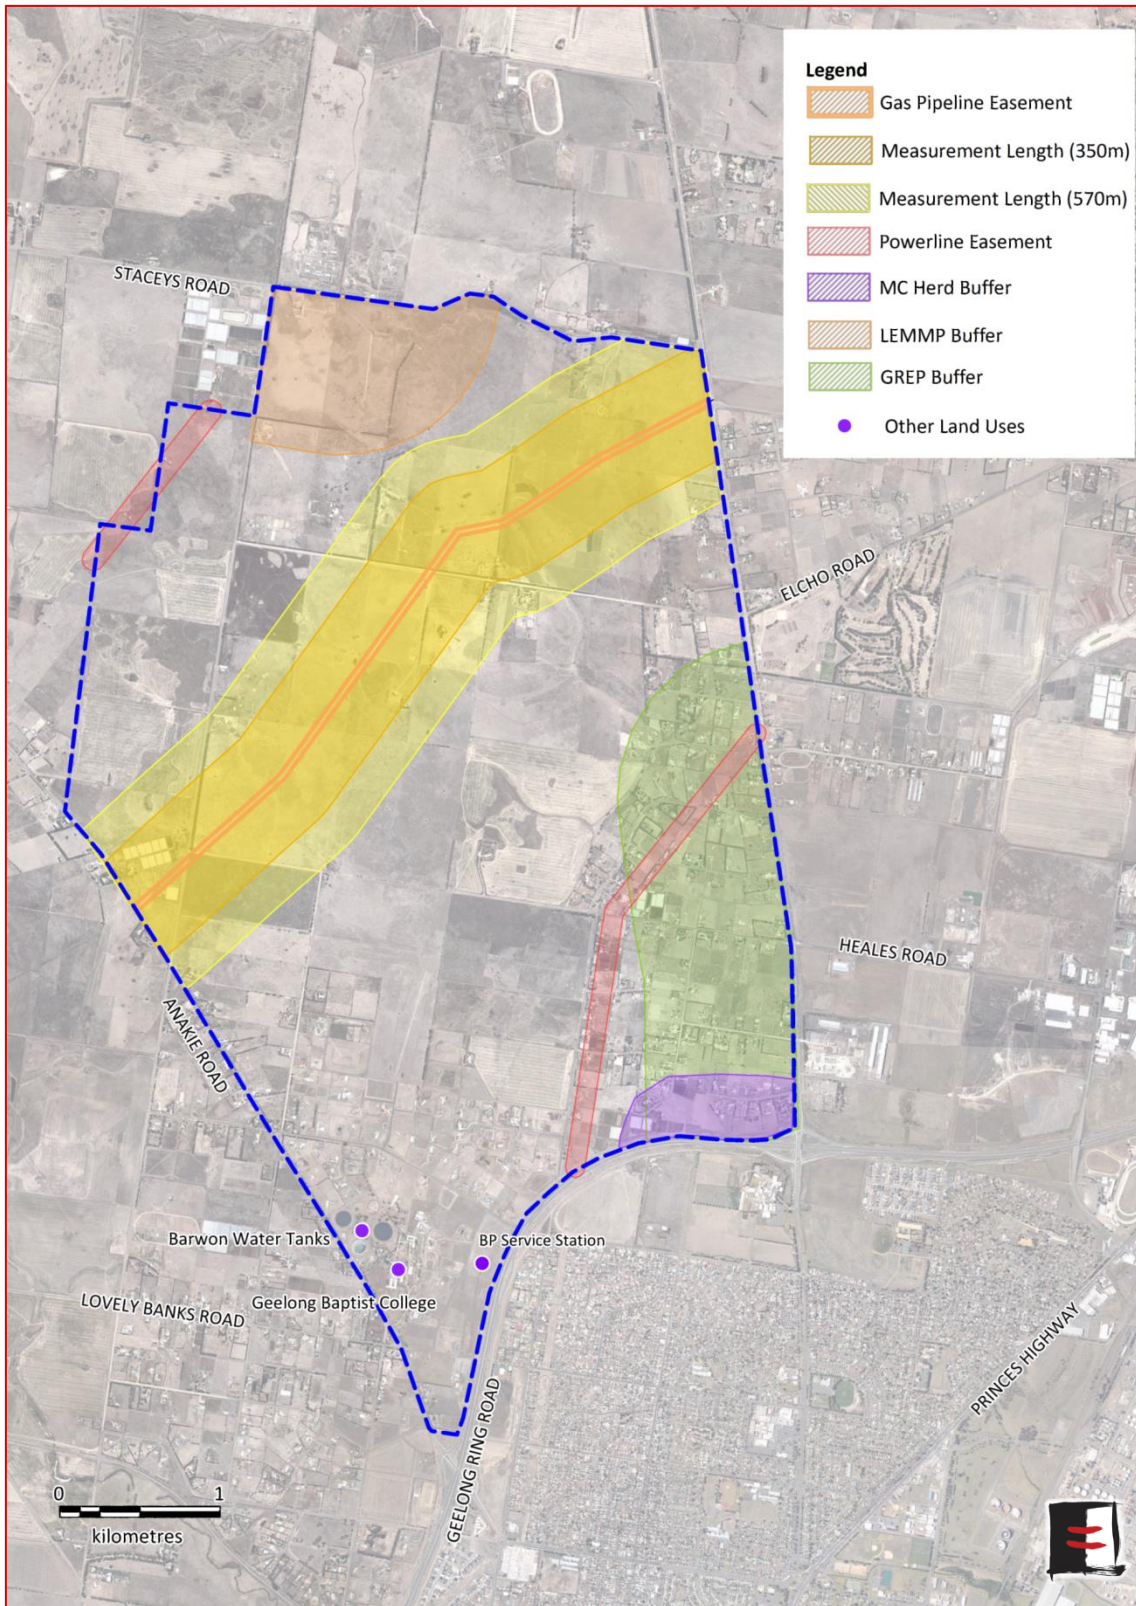 Legend
Gas Pipeline Easement
Measurement Length (350m)
Measurement Length (570m)
Powerline Easement
MC Herd Buffer
LEMMP Buffer
GREP Buffer
Other Land Uses
STACEYS ROAD
ELCHO ROAD
HEALES ROAD
ANAKIE ROAD
Barwon Water Tanks
BP Service Station
Geelong Baptist College
LOVELY BANKS ROAD
PRINCES HIGHWAY
GEELONG RING ROAD
0 1
kilometres